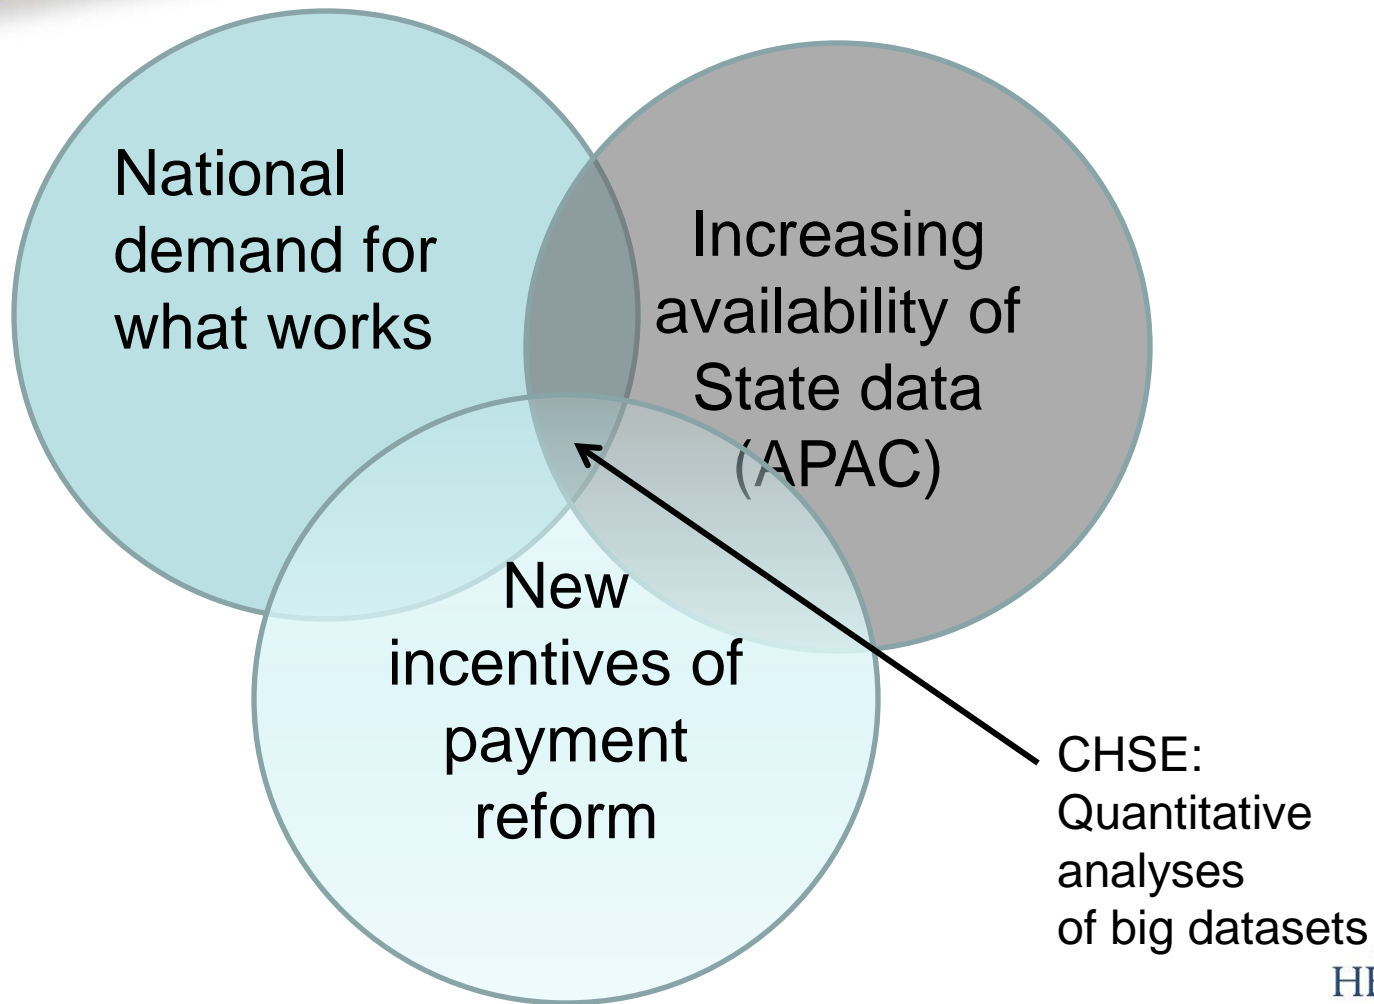 National
demand for
what works
Increasing
availability of
State data
(APAC)
New
incentives of
payment
reform
CHSE:
Quantitative
analyses
of big datasets